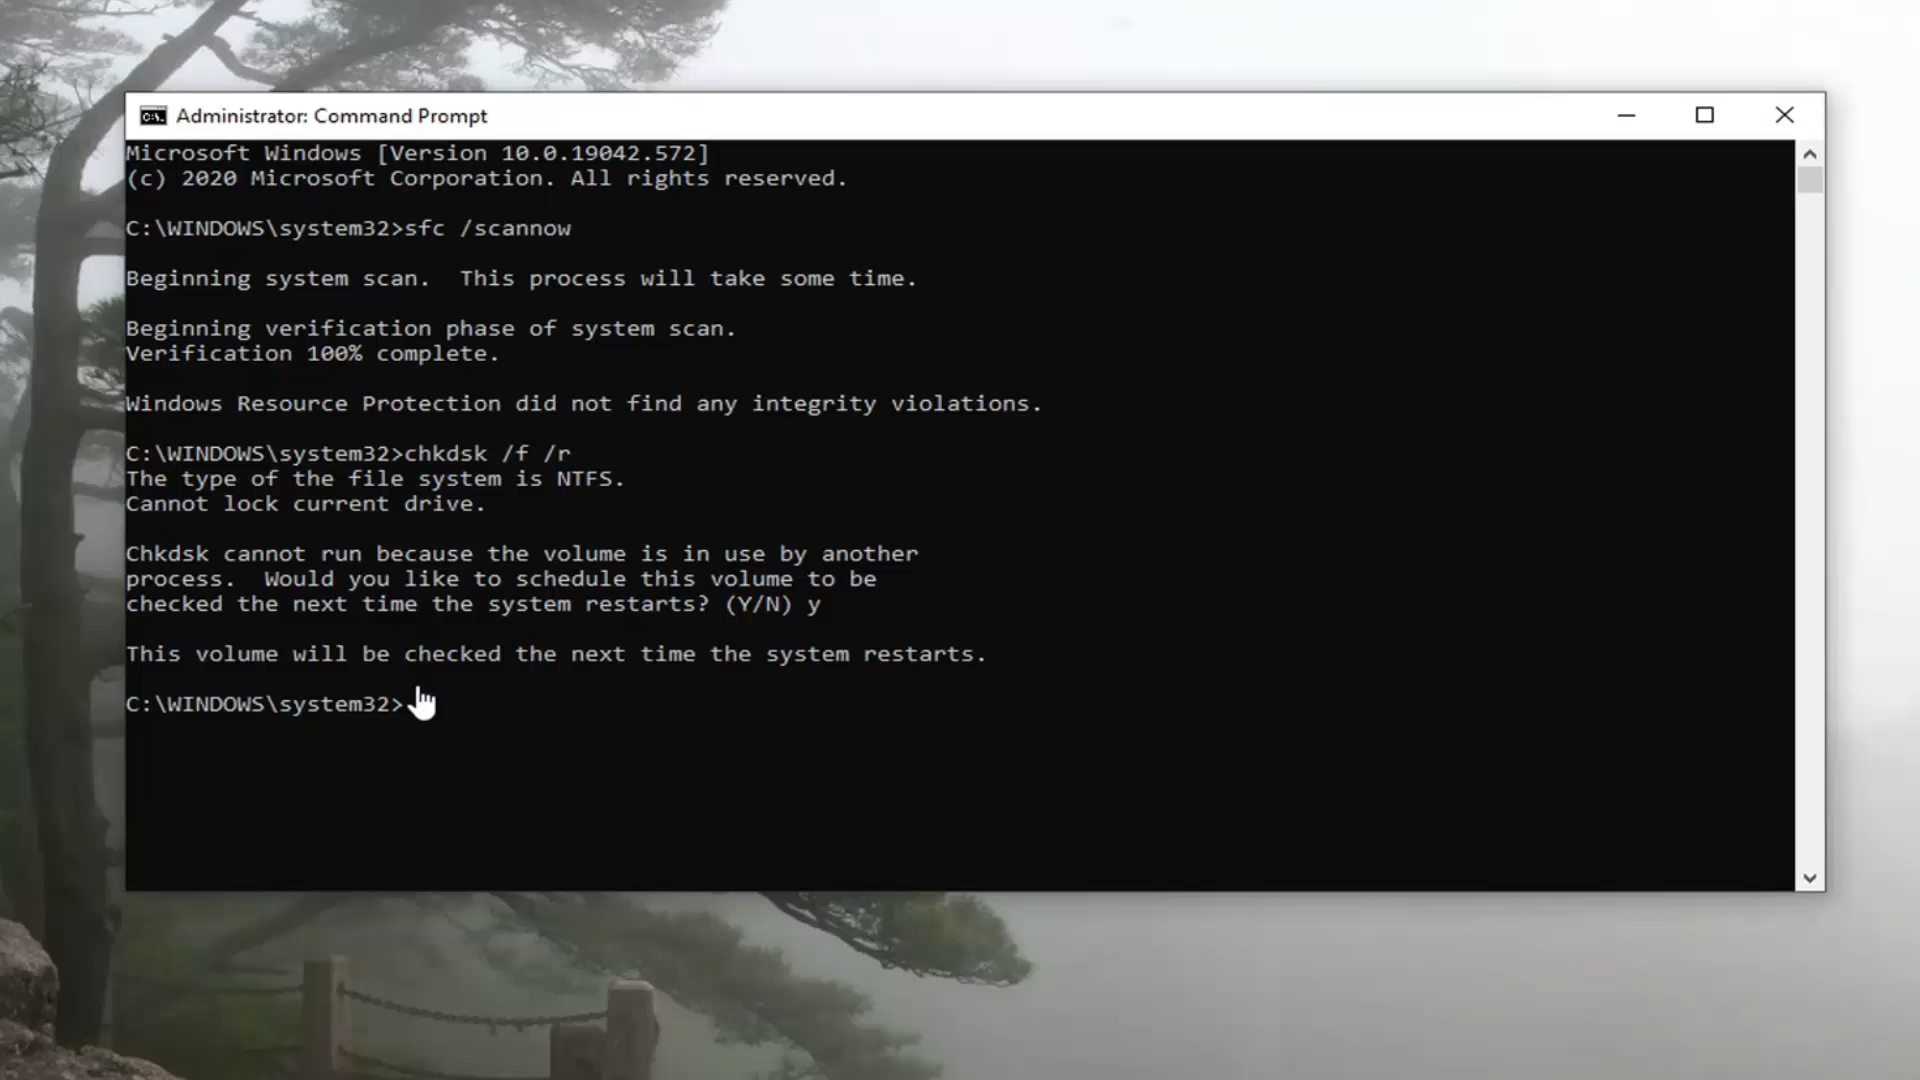 Administrator: Command Prompt
Microsoft Windows [Version 10.0.19042.572]
(c) 2020 Microsoft Corporation. All rights reserved.
C:\WINDOWS\system32>sfc /scannow
Beginning system scan.  This process will take some time.
Beginning verification phase of system scan.
Verification 100% complete.
Windows Resource Protection did not find any integrity violations.
C:\WINDOWS\system32>chkdsk /f /r
The type of the file system is NTFS.
Cannot lock current drive.
Chkdsk cannot run because the volume is in use by another
process.  Would you like to schedule this volume to be
checked the next time the system restarts? (Y/N) y
This volume will be checked the next time the system restarts.
C:\WINDOWS\system32>